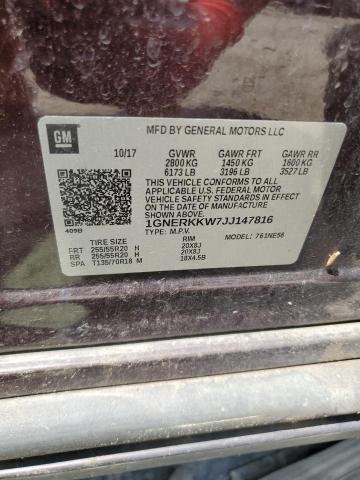 GM
MFD BY GENERAL MOTORS LLC
10/17 GVWR GAWR FRT GAWR RR
2800 KG 1450 KG 1600 KG
6173 LB 3196 LB 3527 LB
THIS VEHICLE CONFORMS TO ALL
APPLICABLE U.S. FEDERAL MOTOR
VEHICLE SAFETY STANDARDS IN EFFECT
ON THE DATE OF MANUFACTURE
SHOWN ABOVE.
1GNERKKW7JJ147816
409B TYPE: M.P.V. MODEL: 761NE56
TIRE SIZE RIM
FRT 255/55R20 H 20X8J
RR 255/55R20 H 20X8J
SPA T135/70R18 M 18X4.5B